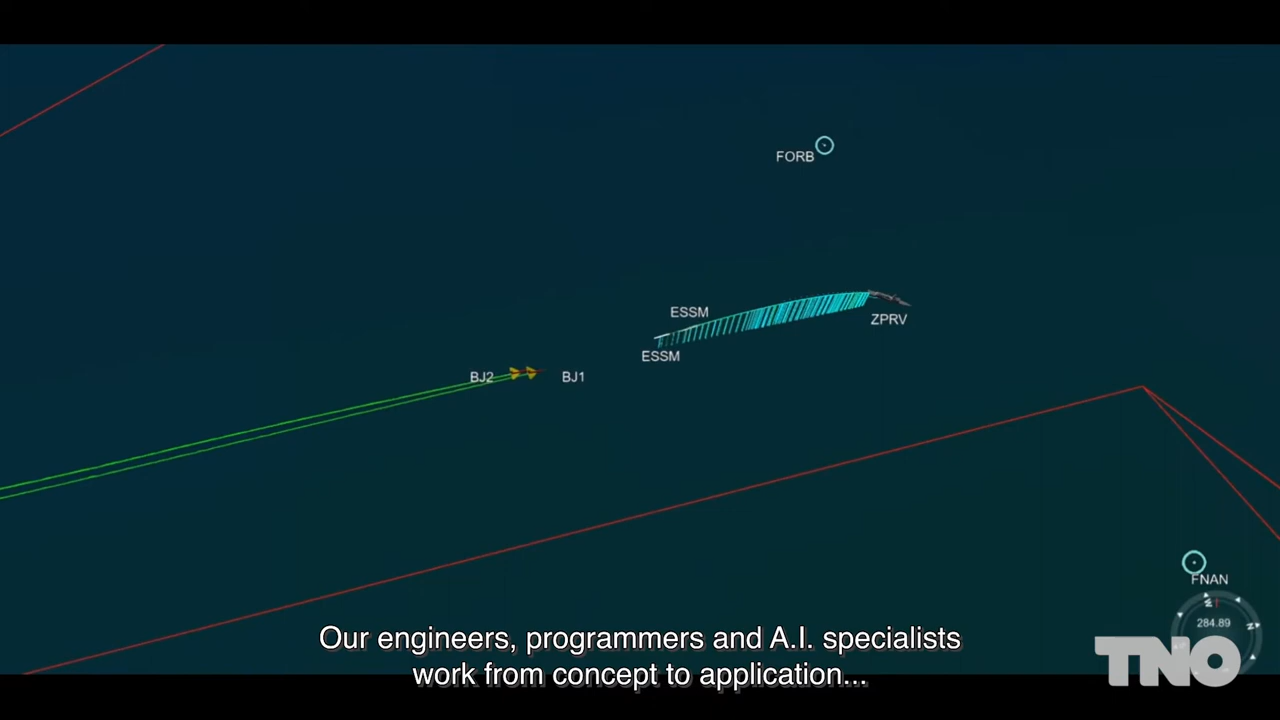 FORB
ESSM
ZPRV
ESSM
BJ2
BJ1
FNAN
N
284.89
Our engineers, programmers and A.I. specialists
work from concept to application...
TNO